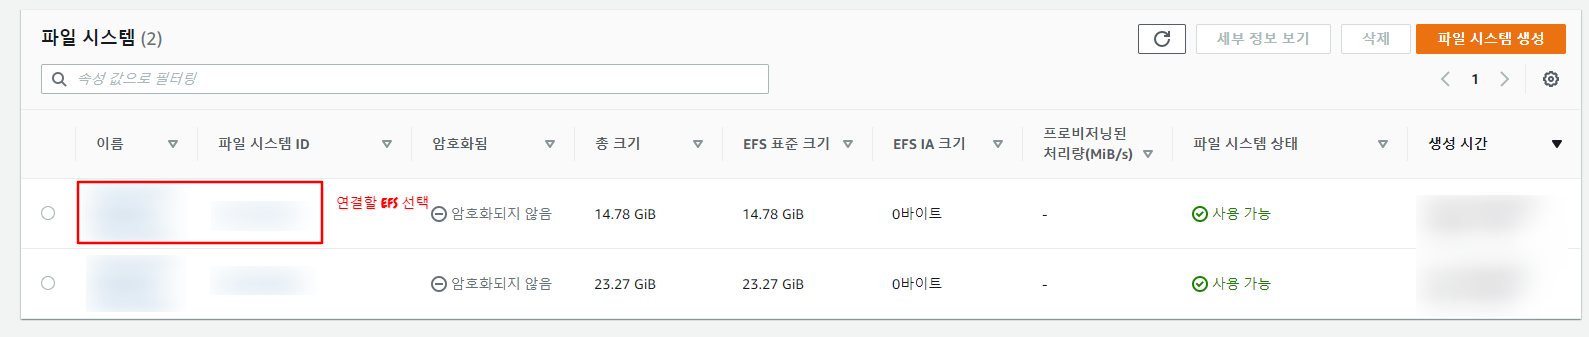 파일 시스템 (2)
세부 정보 보기
삭제
파일 시스템 생성
속성 값으로 필터링
1
이름
파일 시스템 ID
암호화됨
총 크기
EFS 표준 크기
EFS IA 크기
프로비저닝된
처리량(MiB/s)
파일 시스템 상태
생성 시간
연결할 EFS 선택
암호화되지 않음
14.78 GiB
14.78 GiB
0바이트
-
사용 가능
암호화되지 않음
23.27 GiB
23.27 GiB
0바이트
-
사용 가능